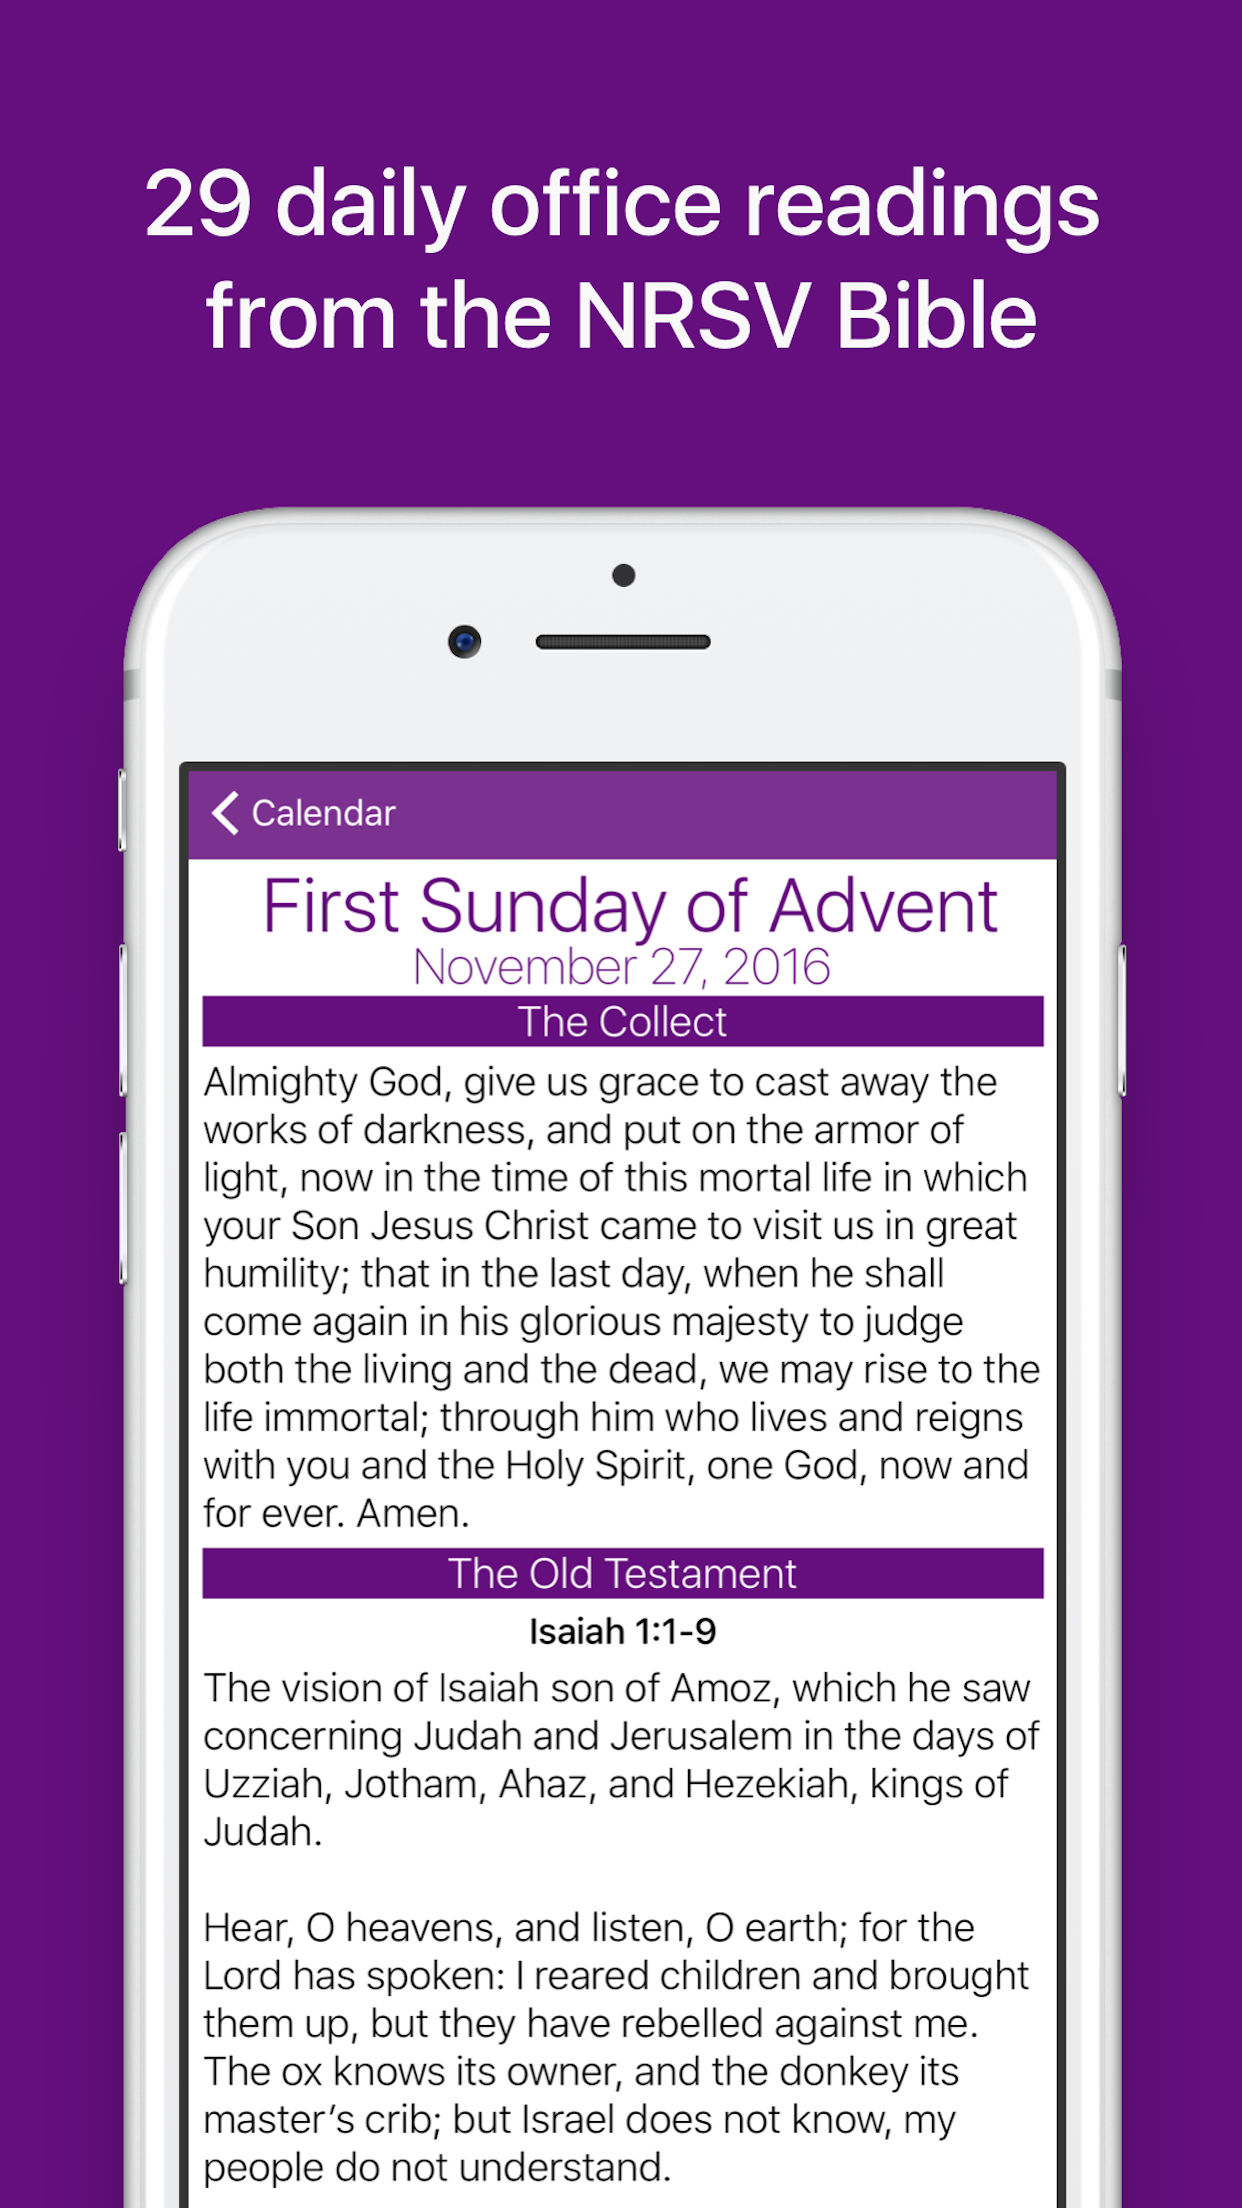 29 daily office readings
from the NRSV Bible
Calendar
First Sunday of Advent
November 27, 2016
The Collect
Almighty God, give us grace to cast away the
works of darkness, and put on the armor of
light, now in the time of this mortal life in which
your Son Jesus Christ came to visit us in great
humility; that in the last day, when he shall
come again in his glorious majesty to judge
both the living and the dead, we may rise to the
life immortal; through him who lives and reigns
with you and the Holy Spirit, one God, now and
for ever. Amen.
The Old Testament
Isaiah 1:1-9
The vision of Isaiah son of Amoz, which he saw
concerning Judah and Jerusalem in the days of
Uzziah, Jotham, Ahaz, and Hezekiah, kings of
Judah.
Hear, O heavens, and listen, O earth; for the
Lord has spoken: I reared children and brought
them up, but they have rebelled against me.
The ox knows its owner, and the donkey its
master’s crib; but Israel does not know, my
people do not understand.